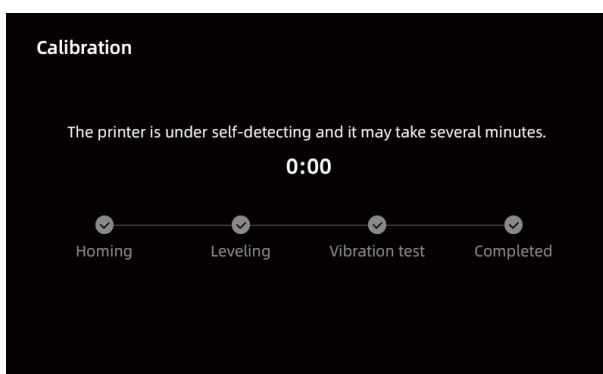 Calibration
The printer is under self-detecting and it may take several minutes.
0:00
Homing Leveling Vibration test Completed